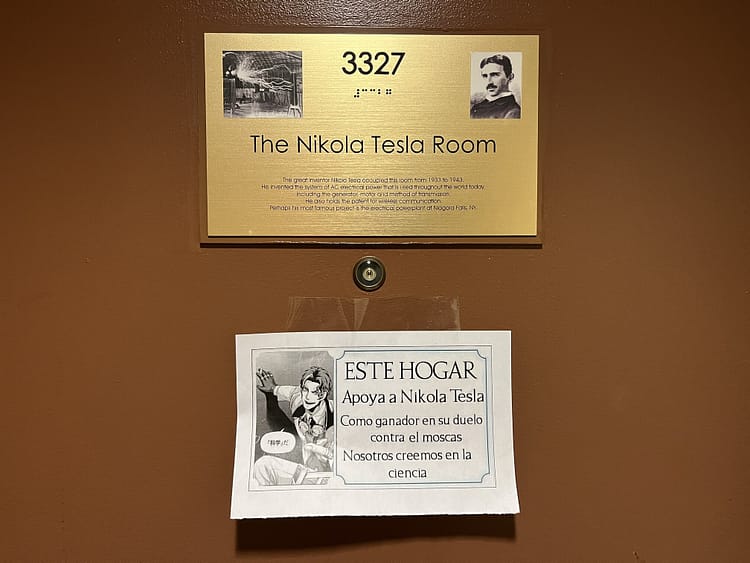 3327
⠼⠉⠉⠃⠛
The Nikola Tesla Room
The great inventor Nikola Tesla occupied this room from 1933 to 1943.
He invented the system of AC electrical power that is used throughout the world today
including the generator, motor and method of transmission.
He also holds the patent for wireless communication.
Perhaps his most famous project is the electrical powerplant at Niagara Falls, NY.
ESTE HOGAR
Apoya a Nikola Tesla
Como ganador en su duelo
contra el moscas
Nosotros creemos en la
ciencia
「科学」だ